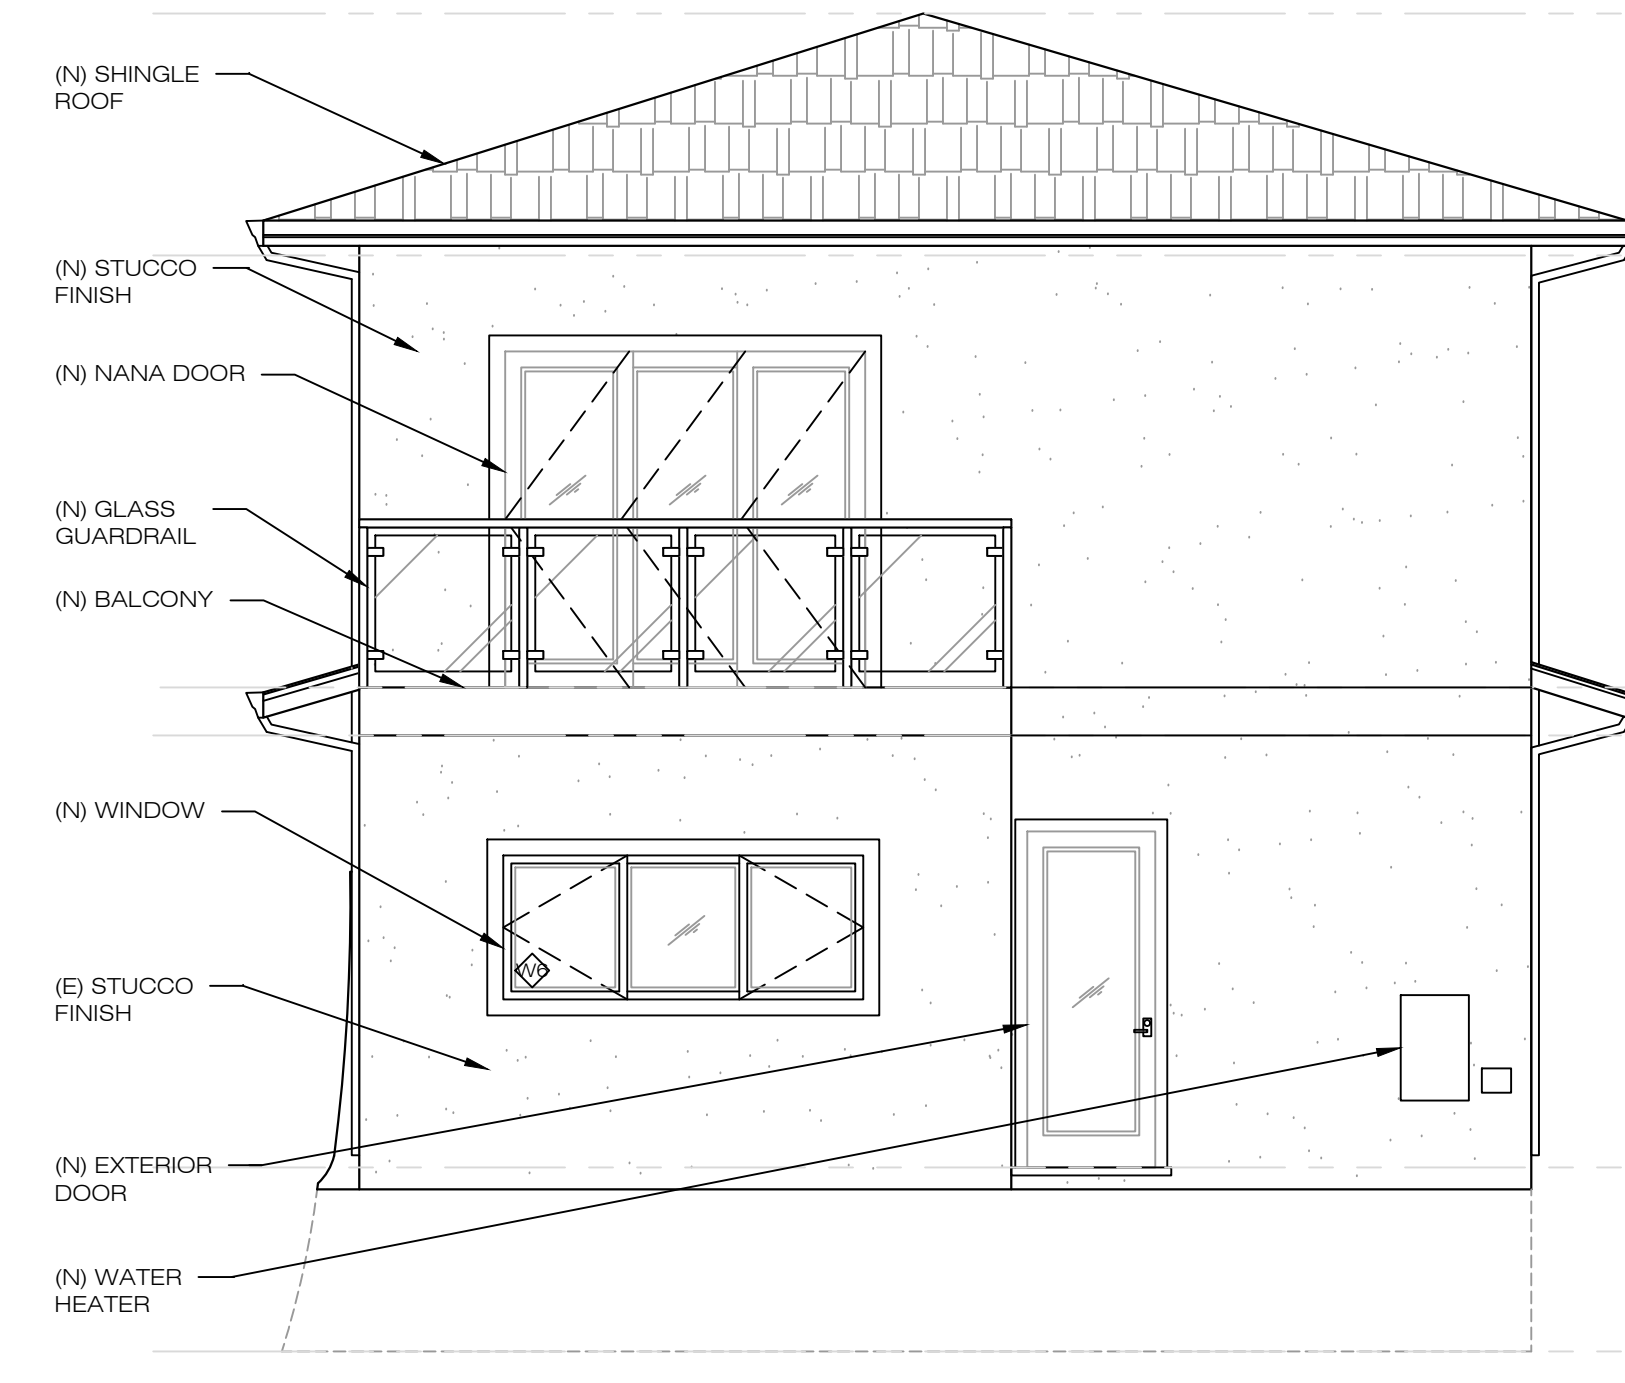 (N) SHINGLE
ROOF
(N) STUCCO
FINISH
(N) NANA DOOR
(N) GLASS
GUARDRAIL
(N) BALCONY
(N) WINDOW
W6
(E) STUCCO
FINISH
(N) EXTERIOR
DOOR
(N) WATER
HEATER